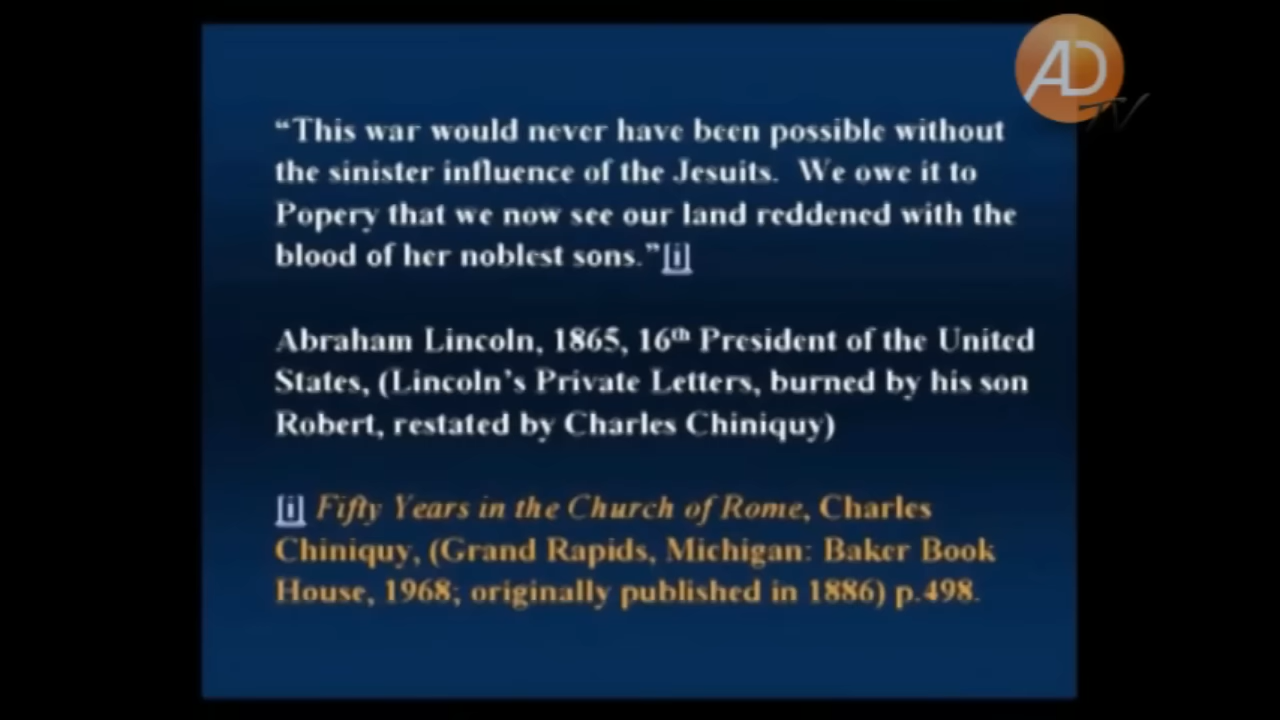 AD
TV
“This war would never have been possible without
the sinister influence of the Jesuits.  We owe it to
Popery that we now see our land reddened with the
blood of her noblest sons.”[i]
Abraham Lincoln, 1865, 16th President of the United
States, (Lincoln’s Private Letters, burned by his son
Robert, restated by Charles Chiniquy)
[i] Fifty Years in the Church of Rome, Charles
Chiniquy, (Grand Rapids, Michigan: Baker Book
House, 1968; originally published in 1886) p.498.